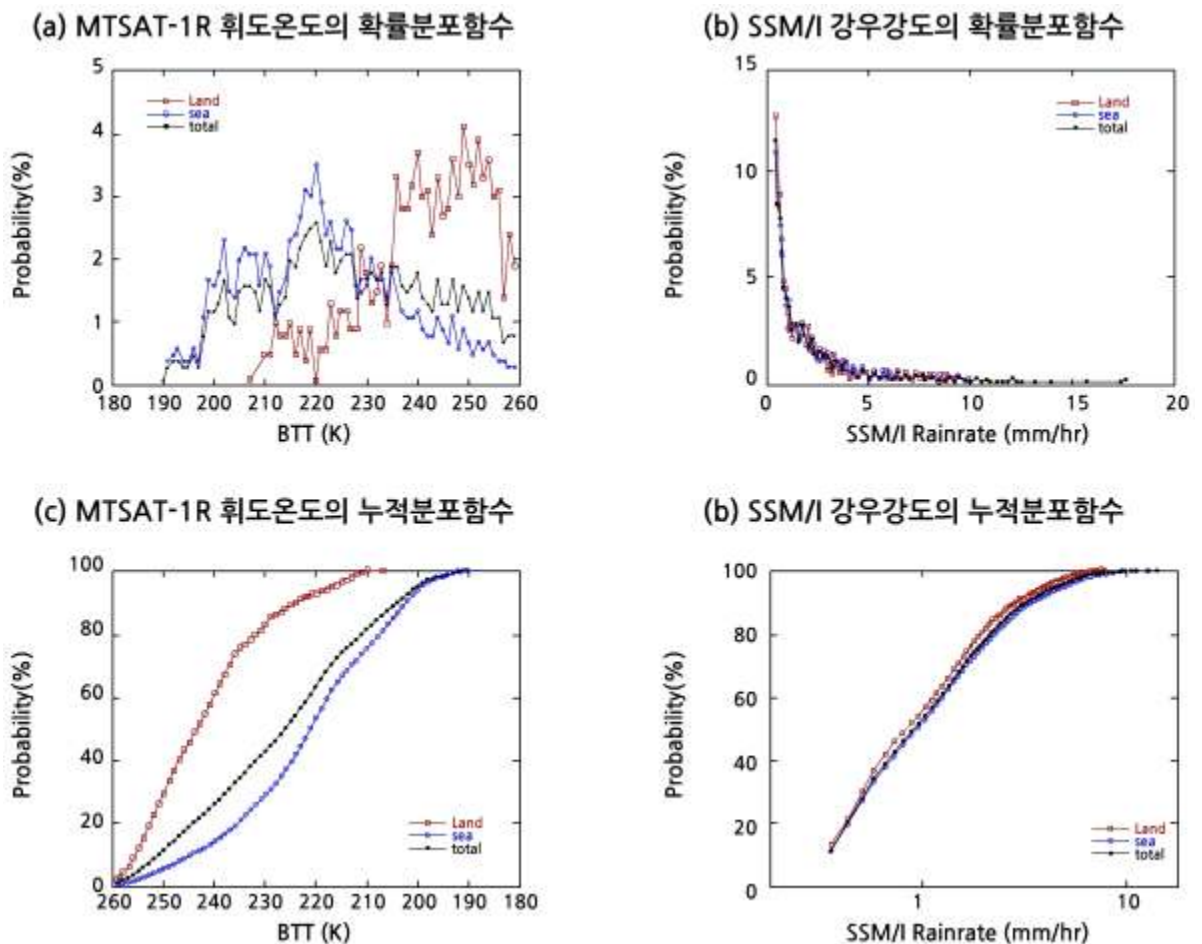 (a) MTSAT-1R 휘도온도의 확률분포함수
5
4
3
2
1
0
Probability(%)
Land
sea
total
180 190 200 210 220 230 240 250 260
BTT (K)
(b) SSM/I 강우강도의 확률분포함수
15
10
5
0
Probability(%)
Land
sea
total
0 5 10 15 20
SSM/I Rainrate (mm/hr)
(c) MTSAT-1R 휘도온도의 누적분포함수
100
80
60
40
20
0
Probability(%)
Land
sea
total
260 250 240 230 220 210 200 190 180
BTT (K)
(b) SSM/I 강우강도의 누적분포함수
100
80
60
40
20
0
Probability(%)
Land
sea
total
1 10
SSM/I Rainrate (mm/hr)